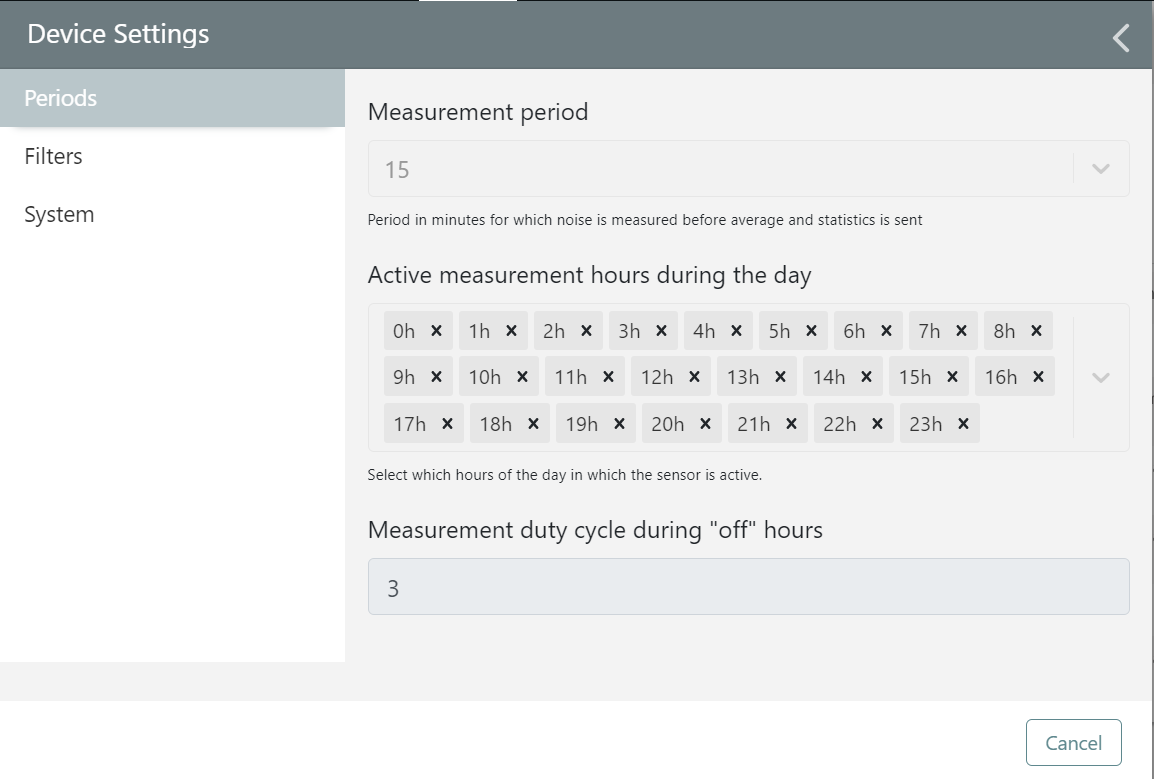 Device Settings
Periods
Filters
System
Measurement period
15
Period in minutes for which noise is measured before average and statistics is sent
Active measurement hours during the day
0h × 1h × 2h × 3h × 4h × 5h × 6h × 7h × 8h ×
9h × 10h × 11h × 12h × 13h × 14h × 15h × 16h ×
17h × 18h × 19h × 20h × 21h × 22h × 23h ×
Select which hours of the day in which the sensor is active.
Measurement duty cycle during "off" hours
3
Cancel